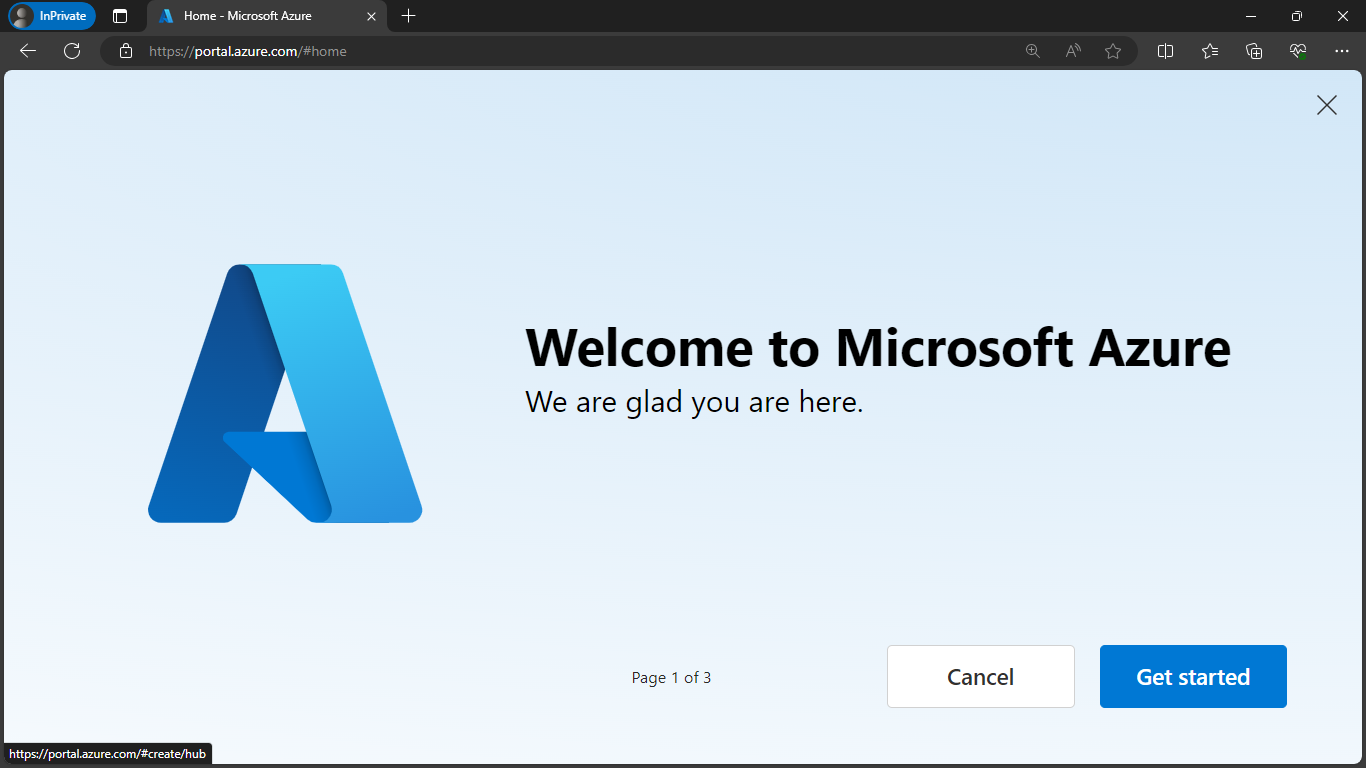 InPrivate
Home - Microsoft Azure
https://portal.azure.com/#home
Welcome to Microsoft Azure
We are glad you are here.
Page 1 of 3
Cancel
Get started
https://portal.azure.com/#create/hub